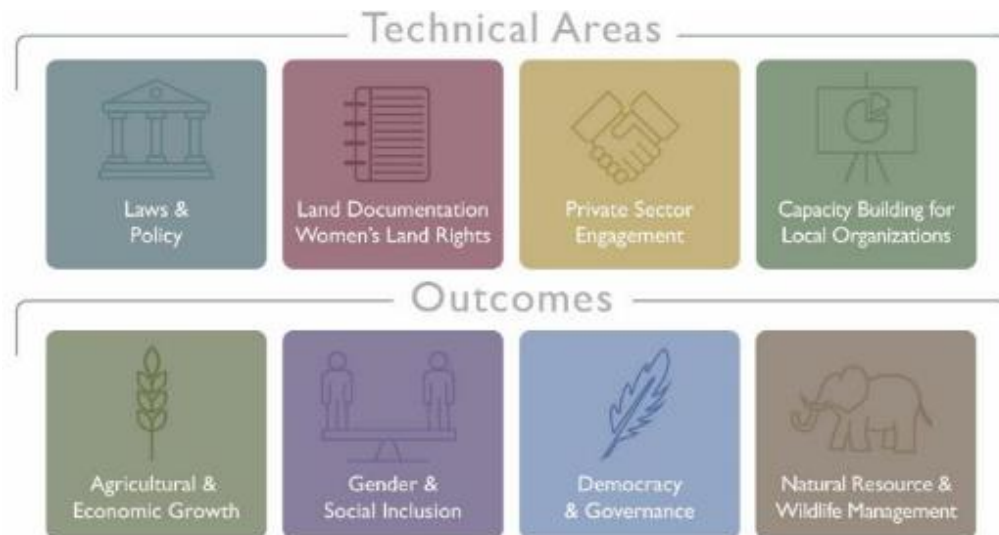 Technical Areas
Laws &
Policy
Land Documentation
Women's Land Rights
Private Sector
Engagement
Capacity Building for
Local Organizations
Outcomes
Agricultural &
Economic Growth
Gender &
Social Inclusion
Democracy
& Governance
Natural Resource &
Wildlife Management